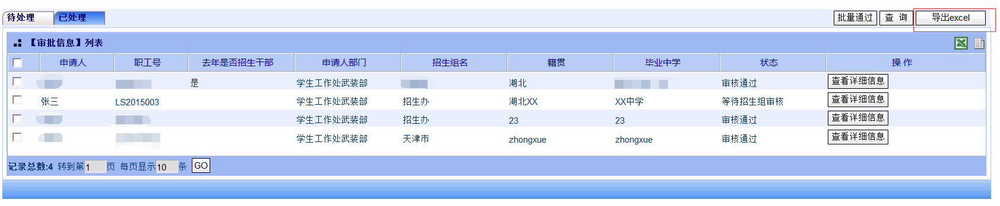 待处理 已处理 批量通过 查 询 导出excel
【审批信息】列表
申请人 职工号 去年是否招生干部 申请人部门 招生组名 籍贯 毕业中学 状态 操 作
是 学生工作处武装部 湖北 审核通过 查看详细信息
张三 LS2015003 学生工作处武装部 招生办 湖北XX XX中学 等待招生组审核 查看详细信息
学生工作处武装部 招生办 23 23 审核通过 查看详细信息
学生工作处武装部 天津市 zhongxue zhongxue 审核通过 查看详细信息
记录总数:4 转到第1页 每页显示10条 GO